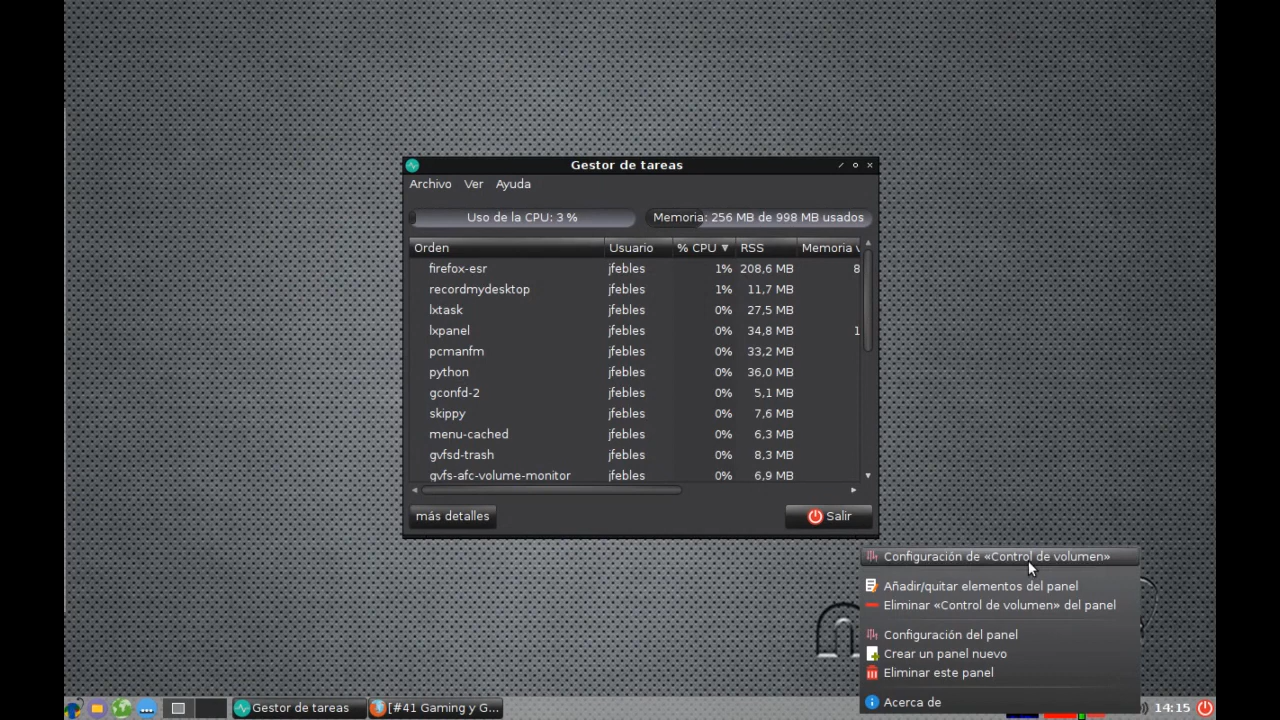 Gestor de tareas
Archivo Ver Ayuda
Uso de la CPU: 3 % Memoria: 256 MB de 998 MB usados
Orden Usuario % CPU RSS Memoria v
firefox-esr jfebles 1% 208,6 MB 8
recordmydesktop jfebles 1% 11,7 MB
lxtask jfebles 0% 27,5 MB
lxpanel jfebles 0% 34,8 MB 1
pcmanfm jfebles 0% 33,2 MB
python jfebles 0% 36,0 MB
gconfd-2 jfebles 0% 5,1 MB
skippy jfebles 0% 7,6 MB
menu-cached jfebles 0% 6,3 MB
gvfsd-trash jfebles 0% 8,3 MB
gvfs-afc-volume-monitor jfebles 0% 6,9 MB
más detalles Salir
Configuración de «Control de volumen»
Añadir/quitar elementos del panel
Eliminar «Control de volumen» del panel
Configuración del panel
Crear un panel nuevo
Eliminar este panel
Acerca de
Gestor de tareas [#41 Gaming y G... 14:15